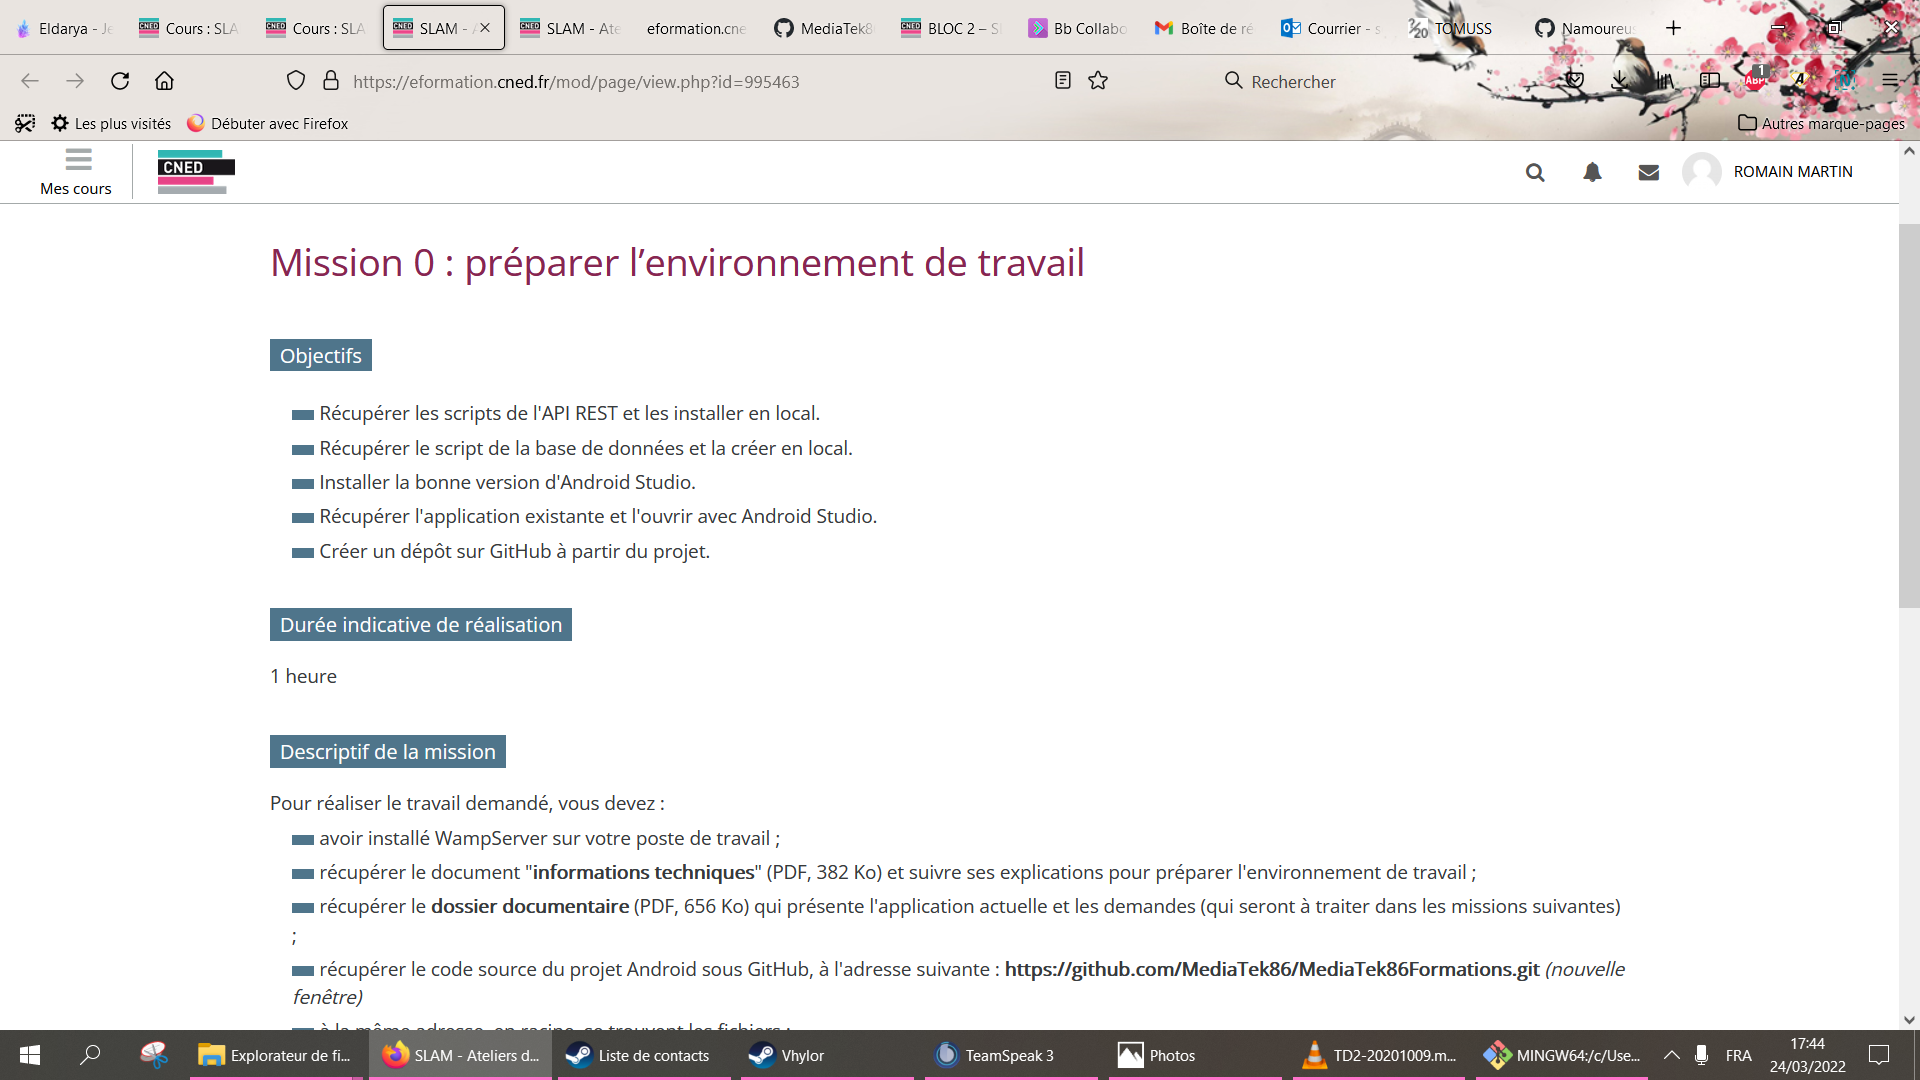 Eldarya - Je
Cours : SLA
Cours : SLA
SLAM - A
SLAM - Ate
eformation.cne
MediaTek8
BLOC 2 – S
Bb Collabo
Boîte de ré
Courrier - s
TOMUSS
Namoureus
https://eformation.cned.fr/mod/page/view.php?id=995463
Rechercher
Les plus visités
Débuter avec Firefox
Autres marque-pages
Mes cours
CNED
ROMAIN MARTIN
Mission 0 : préparer l’environnement de travail
Objectifs
Récupérer les scripts de l'API REST et les installer en local.
Récupérer le script de la base de données et la créer en local.
Installer la bonne version d'Android Studio.
Récupérer l'application existante et l'ouvrir avec Android Studio.
Créer un dépôt sur GitHub à partir du projet.
Durée indicative de réalisation
1 heure
Descriptif de la mission
Pour réaliser le travail demandé, vous devez :
avoir installé WampServer sur votre poste de travail ;
récupérer le document "informations techniques" (PDF, 382 Ko) et suivre ses explications pour préparer l'environnement de travail ;
récupérer le dossier documentaire (PDF, 656 Ko) qui présente l'application actuelle et les demandes (qui seront à traiter dans les missions suivantes)
;
récupérer le code source du projet Android sous GitHub, à l'adresse suivante : https://github.com/MediaTek86/MediaTek86Formations.git (nouvelle
fenêtre)
à la même adresse, en racine, se trouvent les fichiers :
Explorateur de fi...
SLAM - Ateliers d...
Liste de contacts
Vhylor
TeamSpeak 3
Photos
TD2-20201009.m...
MINGW64:/c/Use...
FRA
17:44
24/03/2022